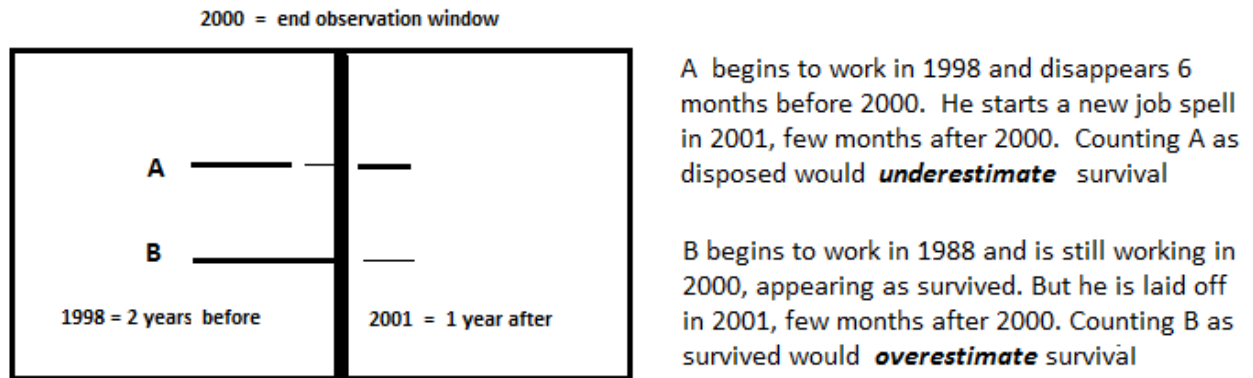 2000 = end observation window
A
B
1998 = 2 years before
2001 = 1 year after
A begins to work in 1998 and disappears 6
months before 2000. He starts a new job spell
in 2001, few months after 2000. Counting A as
disposed would underestimate survival
B begins to work in 1988 and is still working in
2000, appearing as survived. But he is laid off
in 2001, few months after 2000. Counting B as
survived would overestimate survival